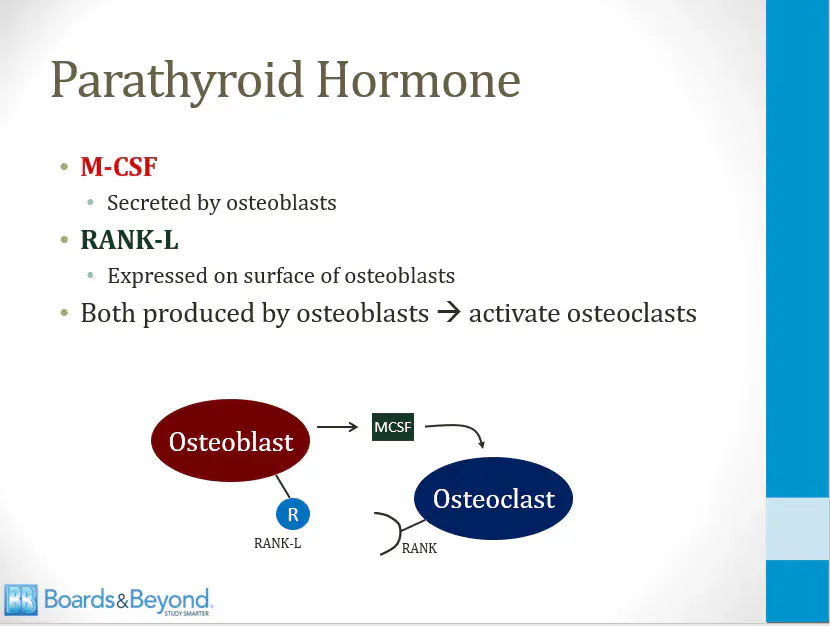 Parathyroid Hormone
• M-CSF
• Secreted by osteoblasts
• RANK-L
• Expressed on surface of osteoblasts
• Both produced by osteoblasts → activate osteoclasts
Osteoblast
MCSF
Osteoclast
R
RANK-L
RANK
BB Boards&Beyond.
STUDY SMARTER